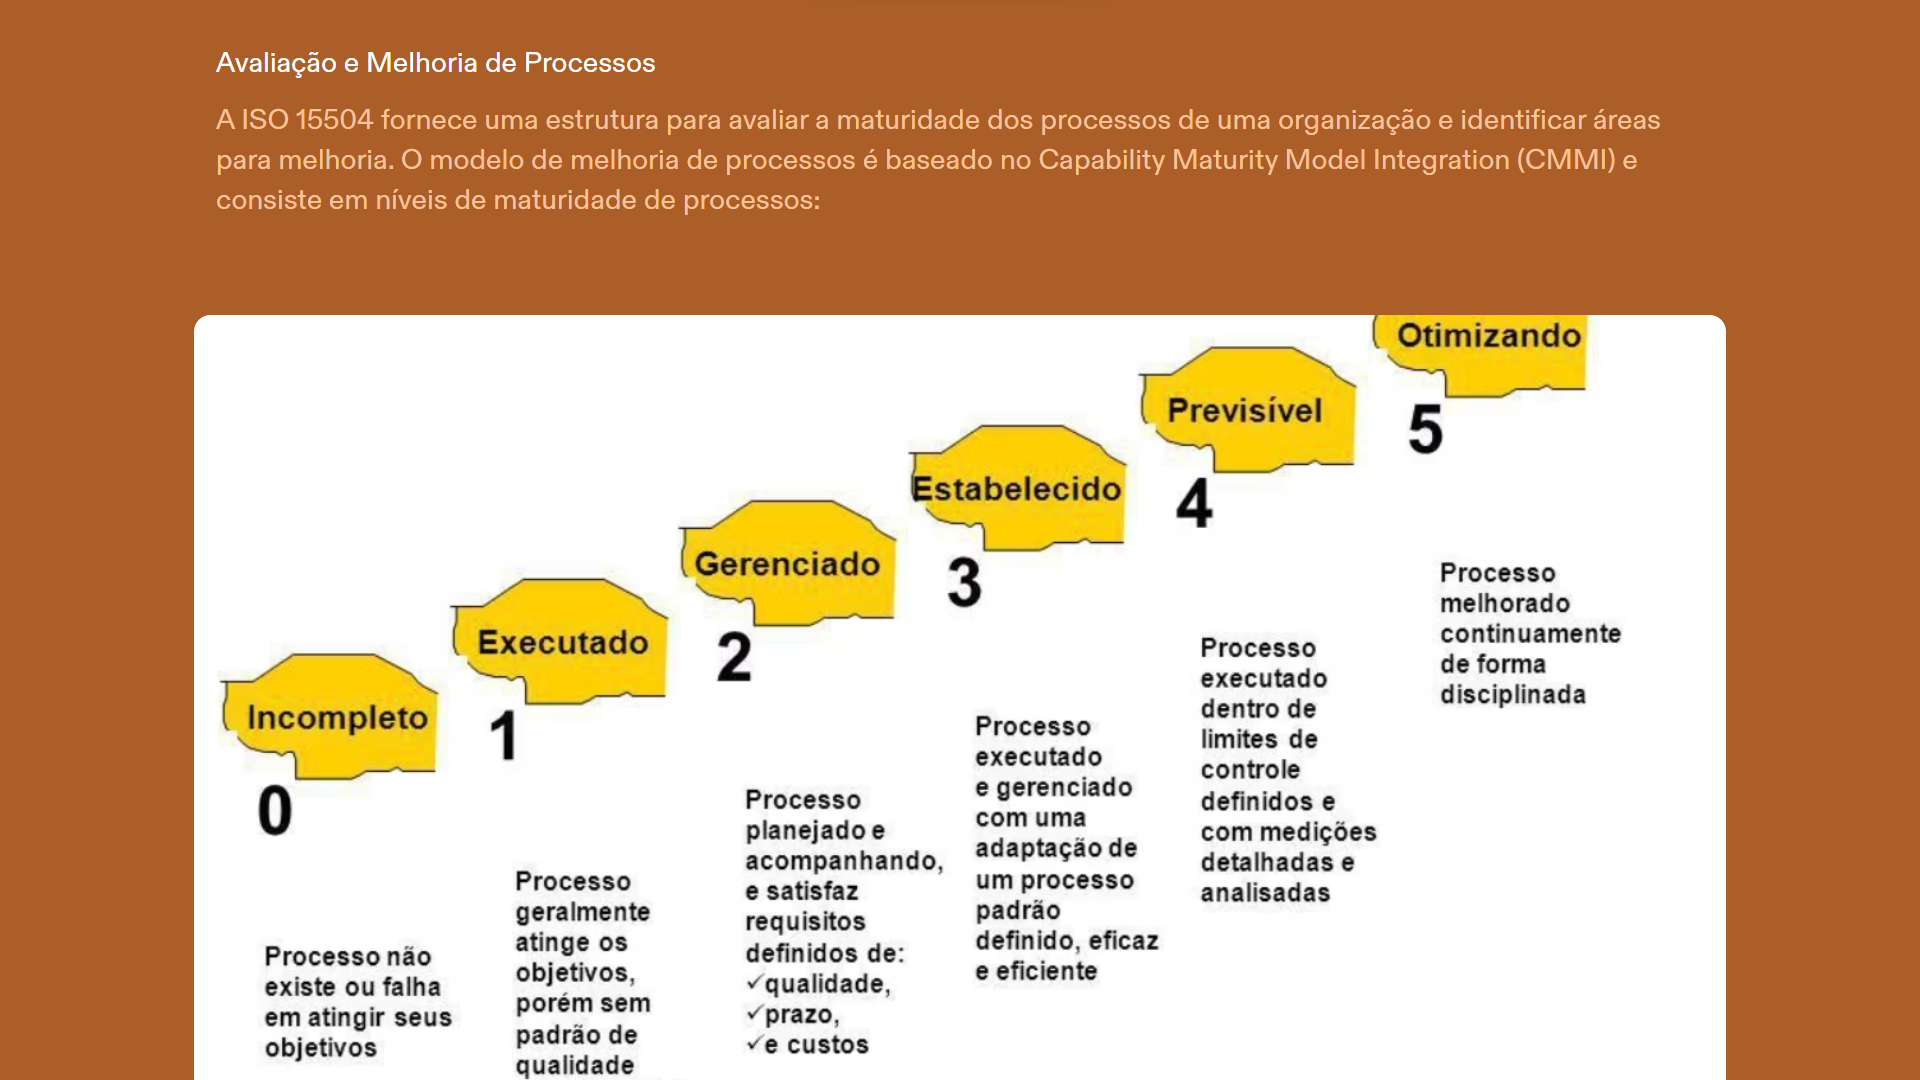 Avaliação e Melhoria de Processos
A ISO 15504 fornece uma estrutura para avaliar a maturidade dos processos de uma organização e identificar áreas
para melhoria. O modelo de melhoria de processos é baseado no Capability Maturity Model Integration (CMMI) e
consiste em níveis de maturidade de processos:
Incompleto
0
Processo não
existe ou falha
em atingir seus
objetivos
Executado
1
Processo
geralmente
atinge os
objetivos,
porém sem
padrão de
qualidade
Gerenciado
2
Processo
planejado e
acompanhando,
e satisfaz
requisitos
definidos de:
✓qualidade,
✓prazo,
✓e custos
Estabelecido
3
Processo
executado
e gerenciado
com uma
adaptação de
um processo
padrão
definido, eficaz
e eficiente
Previsível
4
Processo
executado
dentro de
limites de
controle
definidos e
com medições
detalhadas e
analisadas
Otimizando
5
Processo
melhorado
continuamente
de forma
disciplinada